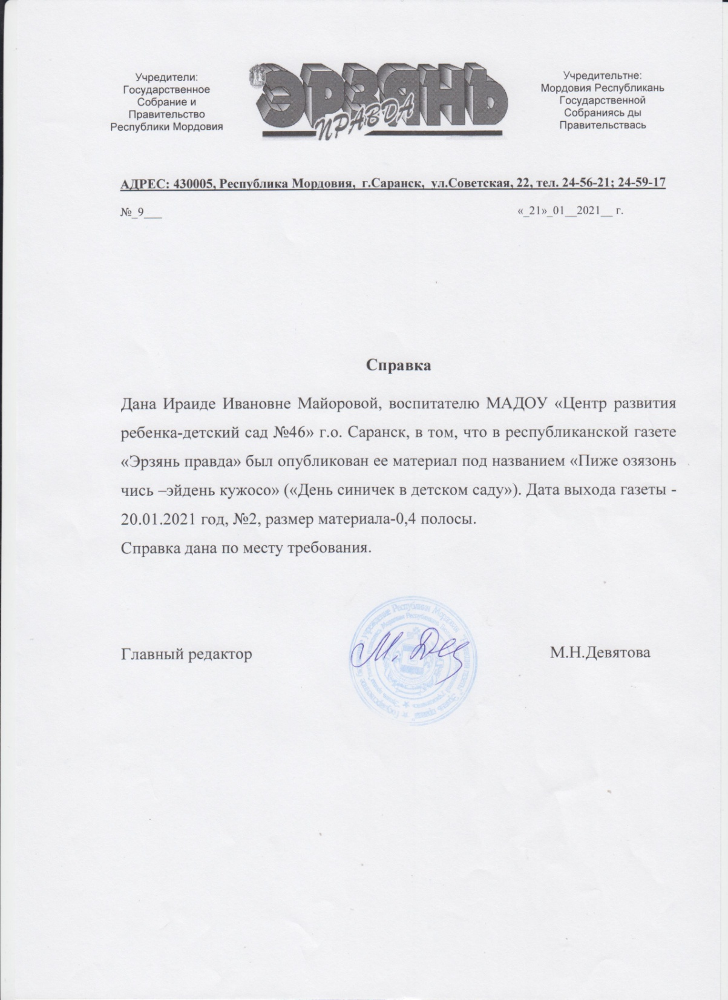 Учредители:
Государственное
Собрание и
Правительство
Республики Мордовия
ЭРЗЯНЬ
ПРАВДА
Учредительтне:
Мордовия Республикань
Государственной
Собраниясь ды
Правительствась
АДРЕС: 430005, Республика Мордовия, г.Саранск, ул.Советская, 22, тел. 24-56-21; 24-59-17
№_9___
«_21»_01__2021__ г.
Справка
Дана Ираиде Ивановне Майоровой, воспитателю МАДОУ «Центр развития
ребенка-детский сад №46» г.о. Саранск, в том, что в республиканской газете
«Эрзянь правда» был опубликован ее материал под названием «Пиже озязонь
чись –эйдень кужосо» («День синичек в детском саду»). Дата выхода газеты -
20.01.2021 год, №2, размер материала-0,4 полосы.
Справка дана по месту требования.
Главный редактор
М. Дев
М.Н.Девятова
учреждение Республики Мордовия